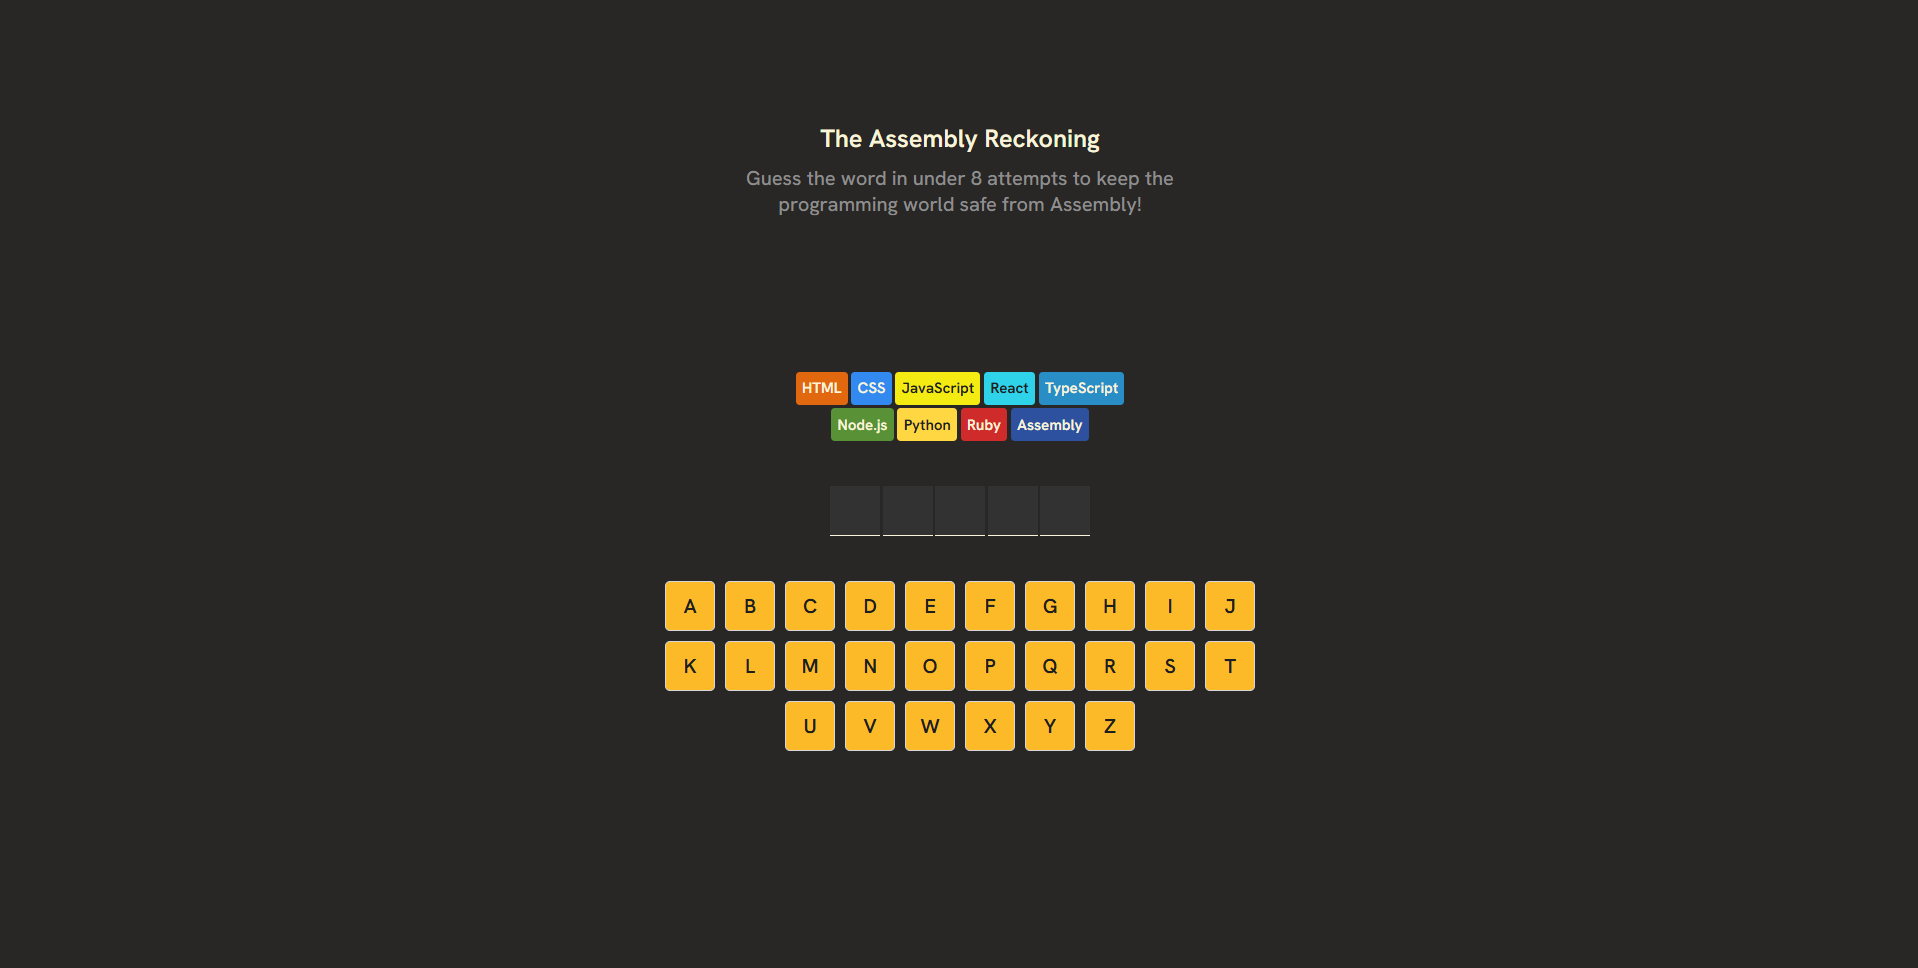 The Assembly Reckoning
Guess the word in under 8 attempts to keep the
programming world safe from Assembly!
HTML CSS JavaScript React TypeScript
Node.js Python Ruby Assembly
A B C D E F G H I J
K L M N O P Q R S T
U V W X Y Z